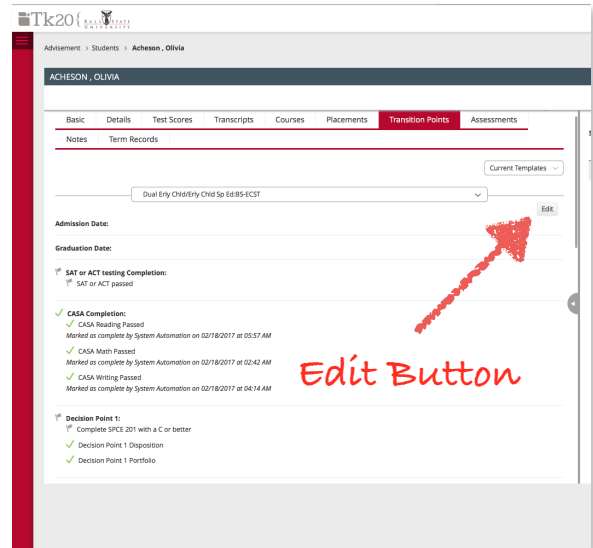 Tk20{ BALL STATE UNIVERSITY
Advisement > Students > Acheson , Olivia
ACHESON , OLIVIA
Basic Details Test Scores Transcripts Courses Placements Transition Points Assessments
Notes Term Records
Current Templates
Dual Erly Chld/Erly Chld Sp Ed:BS-ECST
Edit
Admission Date:
Graduation Date:
SAT or ACT testing Completion:
SAT or ACT passed
CASA Completion:
CASA Reading Passed
Marked as complete by System Automation on 02/18/2017 at 05:57 AM
CASA Math Passed
Marked as complete by System Automation on 02/18/2017 at 02:42 AM
CASA Writing Passed
Marked as complete by System Automation on 02/18/2017 at 04:14 AM
Edit Button
Decision Point 1:
Complete SPCE 201 with a C or better
Decision Point 1 Disposition
Decision Point 1 Portfolio